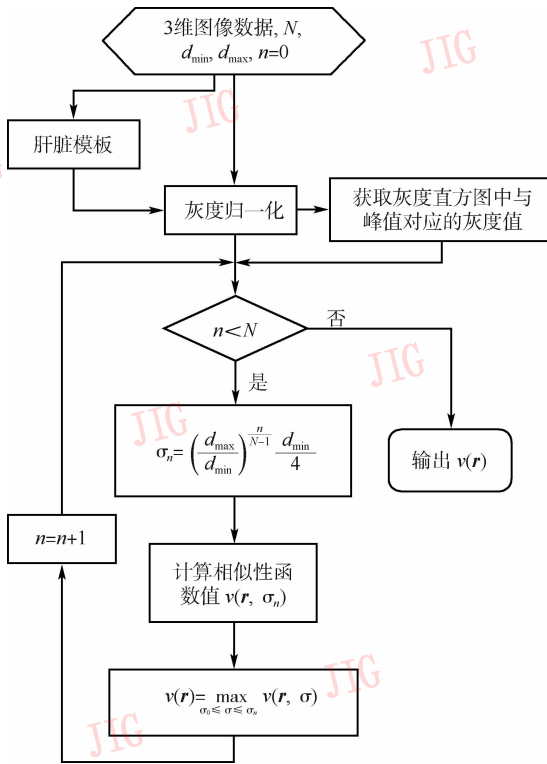 3维图像数据, N,
d_min, d_max, n=0
肝脏模板
灰度归一化
获取灰度直方图中与
峰值对应的灰度值
n<N
否
是
σ_n=(d_max/d_min)^(n/(N-1)) d_min/4
输出 v(r)
n=n+1
计算相似性函
数值 v(r, σ_n)
v(r)=max v(r, σ)
σ_0≤σ≤σ_n
JIG
JIG
JIG
JIG
JIG
JIG